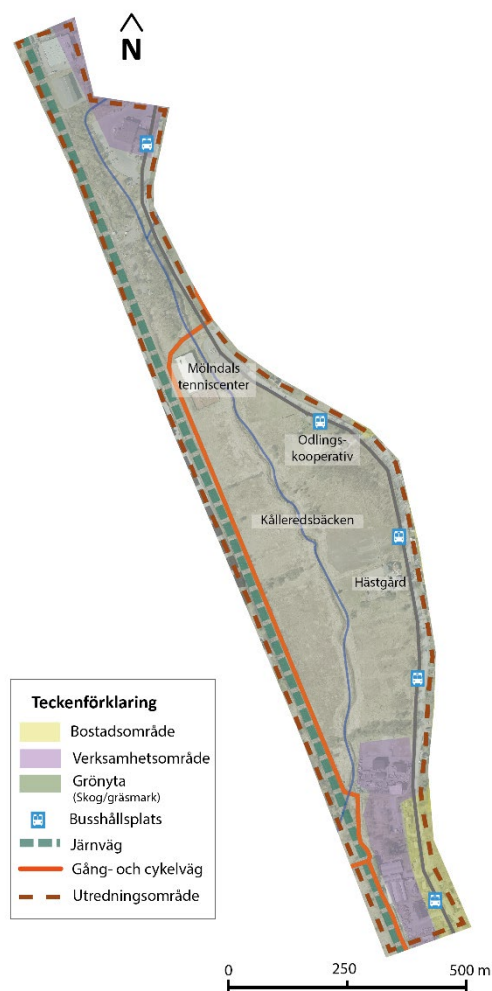 N
Mölndals
tenniscenter
Odlings-
kooperativ
Kålleredsbäcken
Hästgård
Teckenförklaring
Bostadsområde
Verksamhetsområde
Grönyta
(Skog/gräsmark)
Busshållsplats
Järnväg
Gång- och cykelväg
Utredningsområde
0 250 500 m